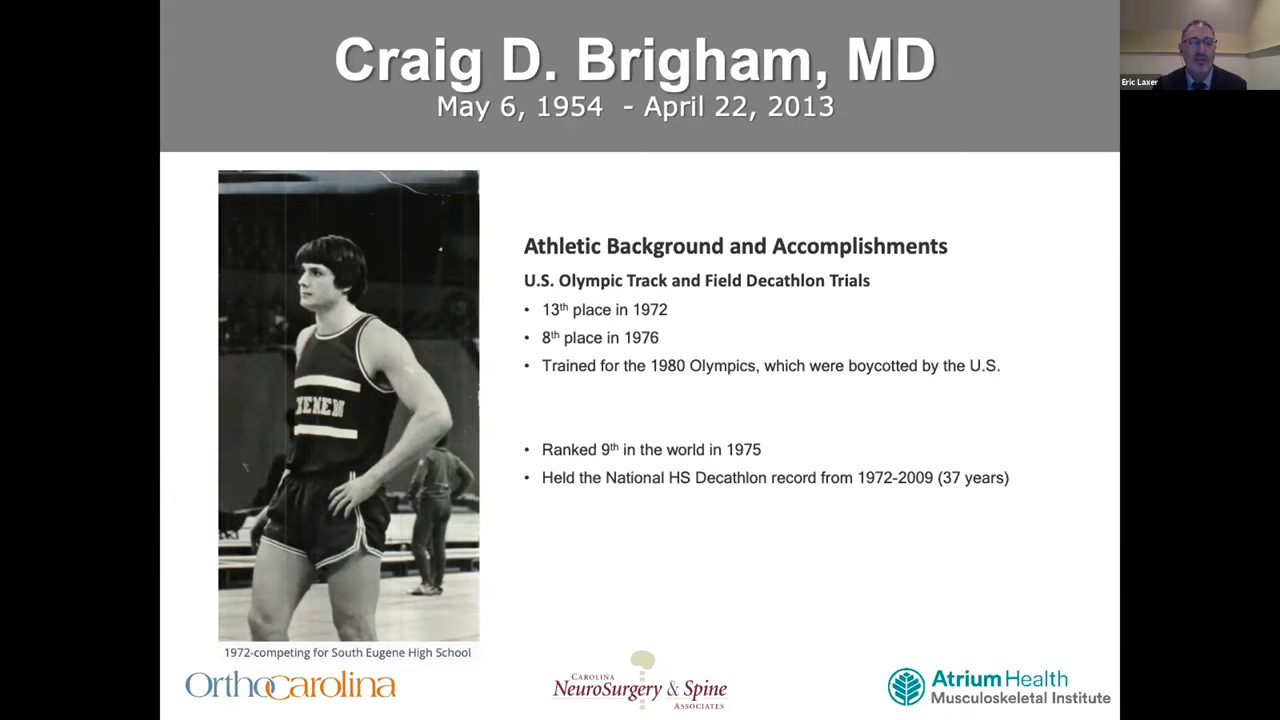 Craig D. Brigham, MD
May 6, 1954 - April 22, 2013
Eric Laxer
Athletic Background and Accomplishments
U.S. Olympic Track and Field Decathlon Trials
• 13th place in 1972
• 8th place in 1976
• Trained for the 1980 Olympics, which were boycotted by the U.S.
• Ranked 9th in the world in 1975
• Held the National HS Decathlon record from 1972-2009 (37 years)
1972-competing for South Eugene High School
OrthoCarolina
CAROLINA
NEUROSURGERY & SPINE
ASSOCIATES
Atrium Health
Musculoskeletal Institute